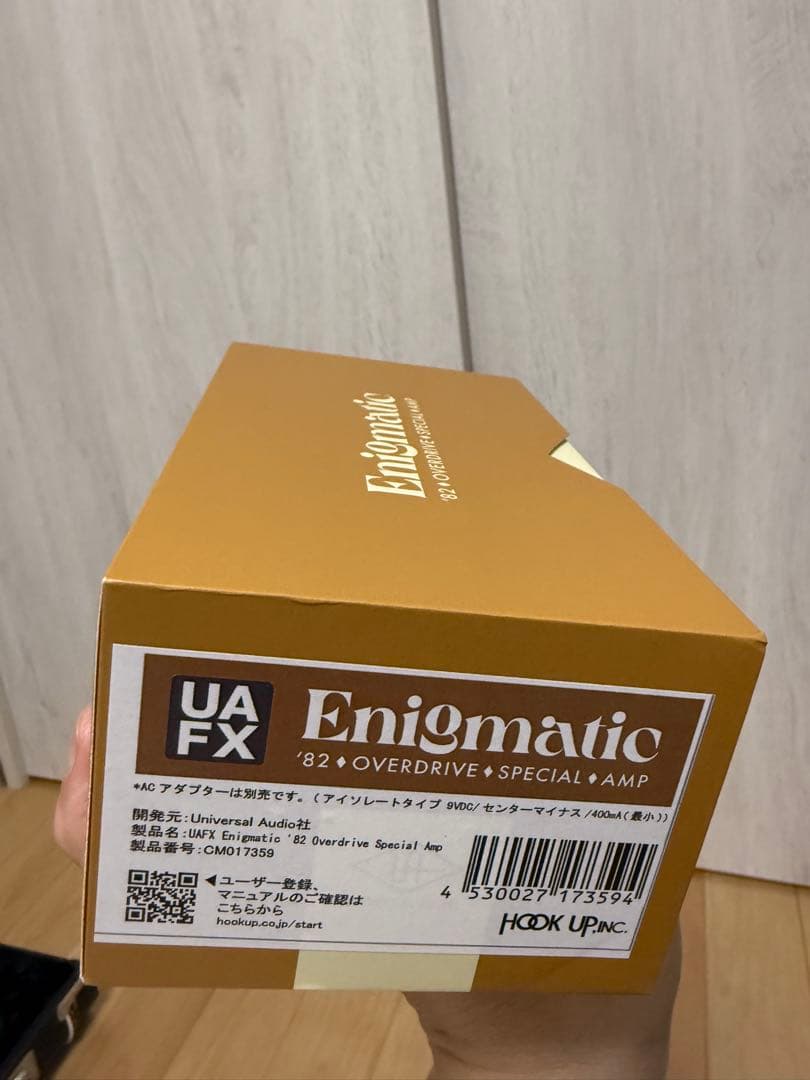 Enigmatic
'82♦OVERDRIVE♦SPECIAL♦AMP
UA
FX
Enigmatic
'82♦OVERDRIVE♦SPECIAL♦AMP
*AC アダプターは別売です。(アイソレートタイプ 9VDC/センターマイナス/400mA(最小))
開発元:Universal Audio社
製品名:UAFX Enigmatic '82 Overdrive Special Amp
製品番号:CM017359
◀ユーザー登録、
マニュアルのご確認は
こちらから
hookup.co.jp/start
4 530027 173594
HOOK UP,INC.